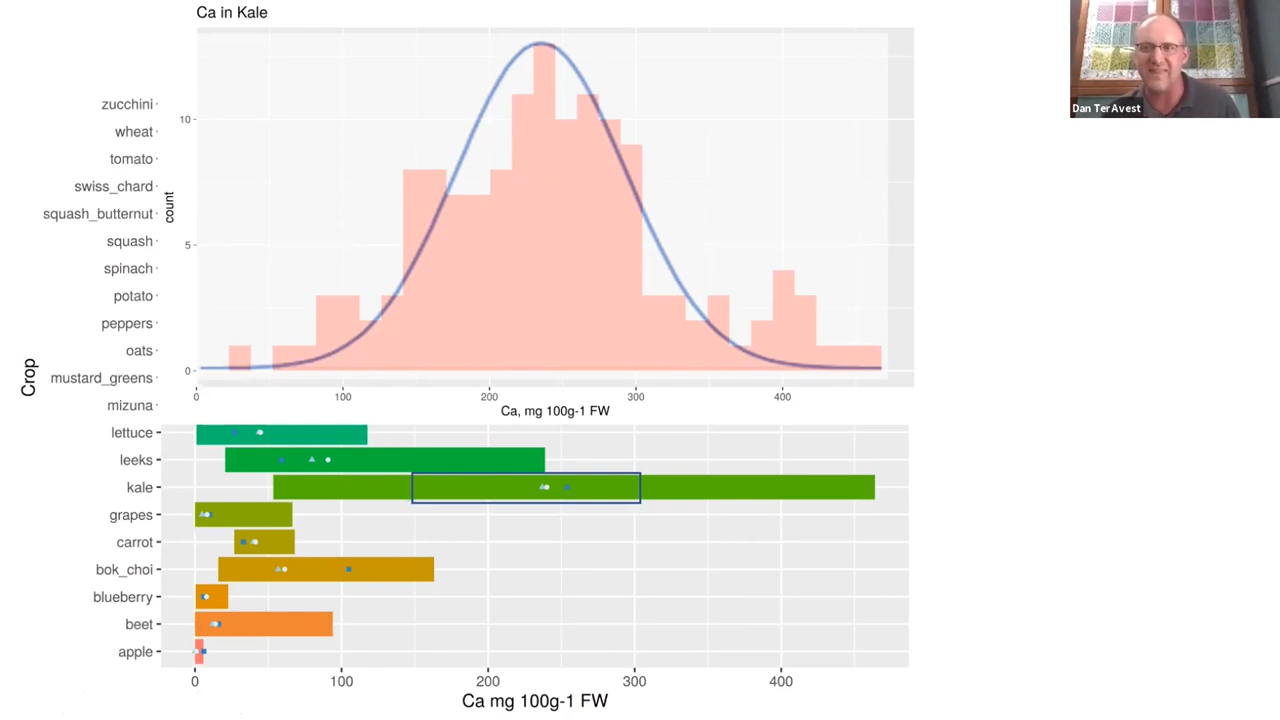 Ca in Kale
Dan Ter Avest
zucchini
wheat
tomato
swiss_chard
squash_butternut
squash
spinach
potato
peppers
oats
mustard_greens
mizuna
lettuce
leeks
kale
grapes
carrot
bok_choi
blueberry
beet
apple
Crop
count
10
5
0
0 100 200 300 400
Ca, mg 100g-1 FW
0 100 200 300 400
Ca mg 100g-1 FW